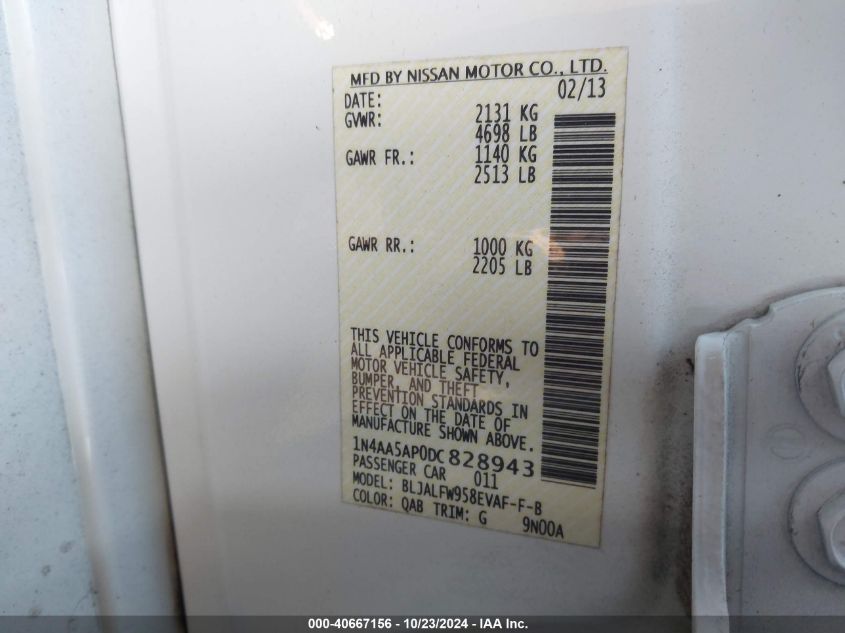 MFD BY NISSAN MOTOR CO., LTD.
DATE: 02/13
GVWR: 2131 KG
4698 LB
GAWR FR.: 1140 KG
2513 LB
GAWR RR.: 1000 KG
2205 LB
THIS VEHICLE CONFORMS TO
ALL APPLICABLE FEDERAL
MOTOR VEHICLE SAFETY,
BUMPER, AND THEFT
PREVENTION STANDARDS IN
EFFECT ON THE DATE OF
MANUFACTURE SHOWN ABOVE.
1N4AA5AP0DC828943
PASSENGER CAR 011
MODEL: BLJALFW958EVAF-F-B
COLOR: QAB TRIM: G 9N00A
000-40667156 - 10/23/2024 - IAA Inc.